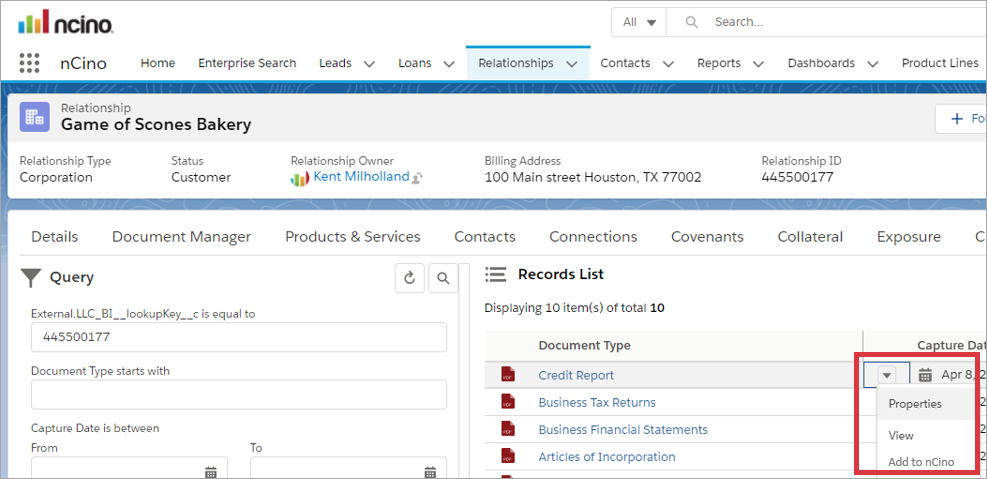 ncino.
All
Search...
nCino
Home
Enterprise Search
Leads
Loans
Relationships
Contacts
Reports
Dashboards
Product Lines
Relationship
Game of Scones Bakery
+ Fo
Relationship Type
Corporation
Status
Customer
Relationship Owner
Kent Milholland
Billing Address
100 Main street Houston, TX 77002
Relationship ID
445500177
Details
Document Manager
Products & Services
Contacts
Connections
Covenants
Collateral
Exposure
C
Query
External.LLC_BI__lookupKey__c is equal to
445500177
Document Type starts with
Capture Date is between
From
To
Records List
Displaying 10 item(s) of total 10
Document Type
Capture Dat
PDF
Credit Report
Apr 8, 2
PDF
Business Tax Returns
PDF
Business Financial Statements
PDF
Articles of Incorporation
Properties
View
Add to nCino